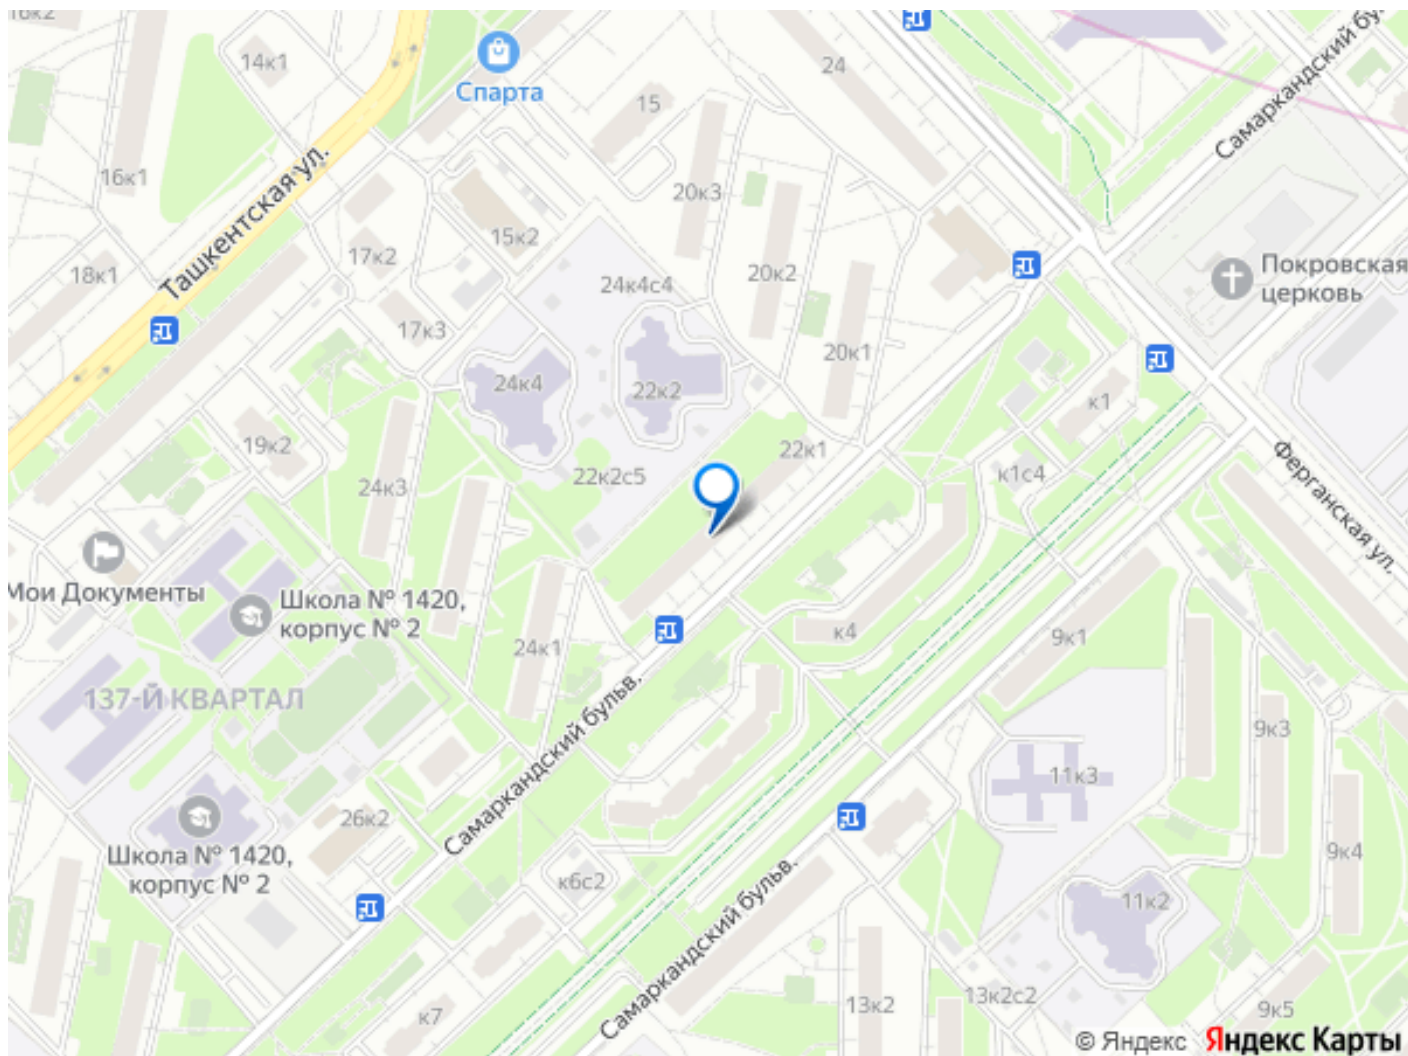 16к2
14к1
Спарта
15
24
Самаркандский буль
16к1
Ташкентская ул.
20к3
15к2
17к2
18к1
24к4с4
20к2
Покровская
церковь
17к3
20к1
24к4
22к2
к1
19к2
22к1
22к2с5
к1с4
24к3
Ферганская ул.
Мои Документы
Школа № 1420,
корпус № 2
24к1
к4
9к1
137-Й КВАРТАЛ
Самаркандский бульв.
9к3
11к3
26к2
Школа № 1420,
корпус № 2
9к4
к6с2
11к2
Самаркандский бульв.
13к2с2
13к2
9к5
к7
© Яндекс Яндекс Карты